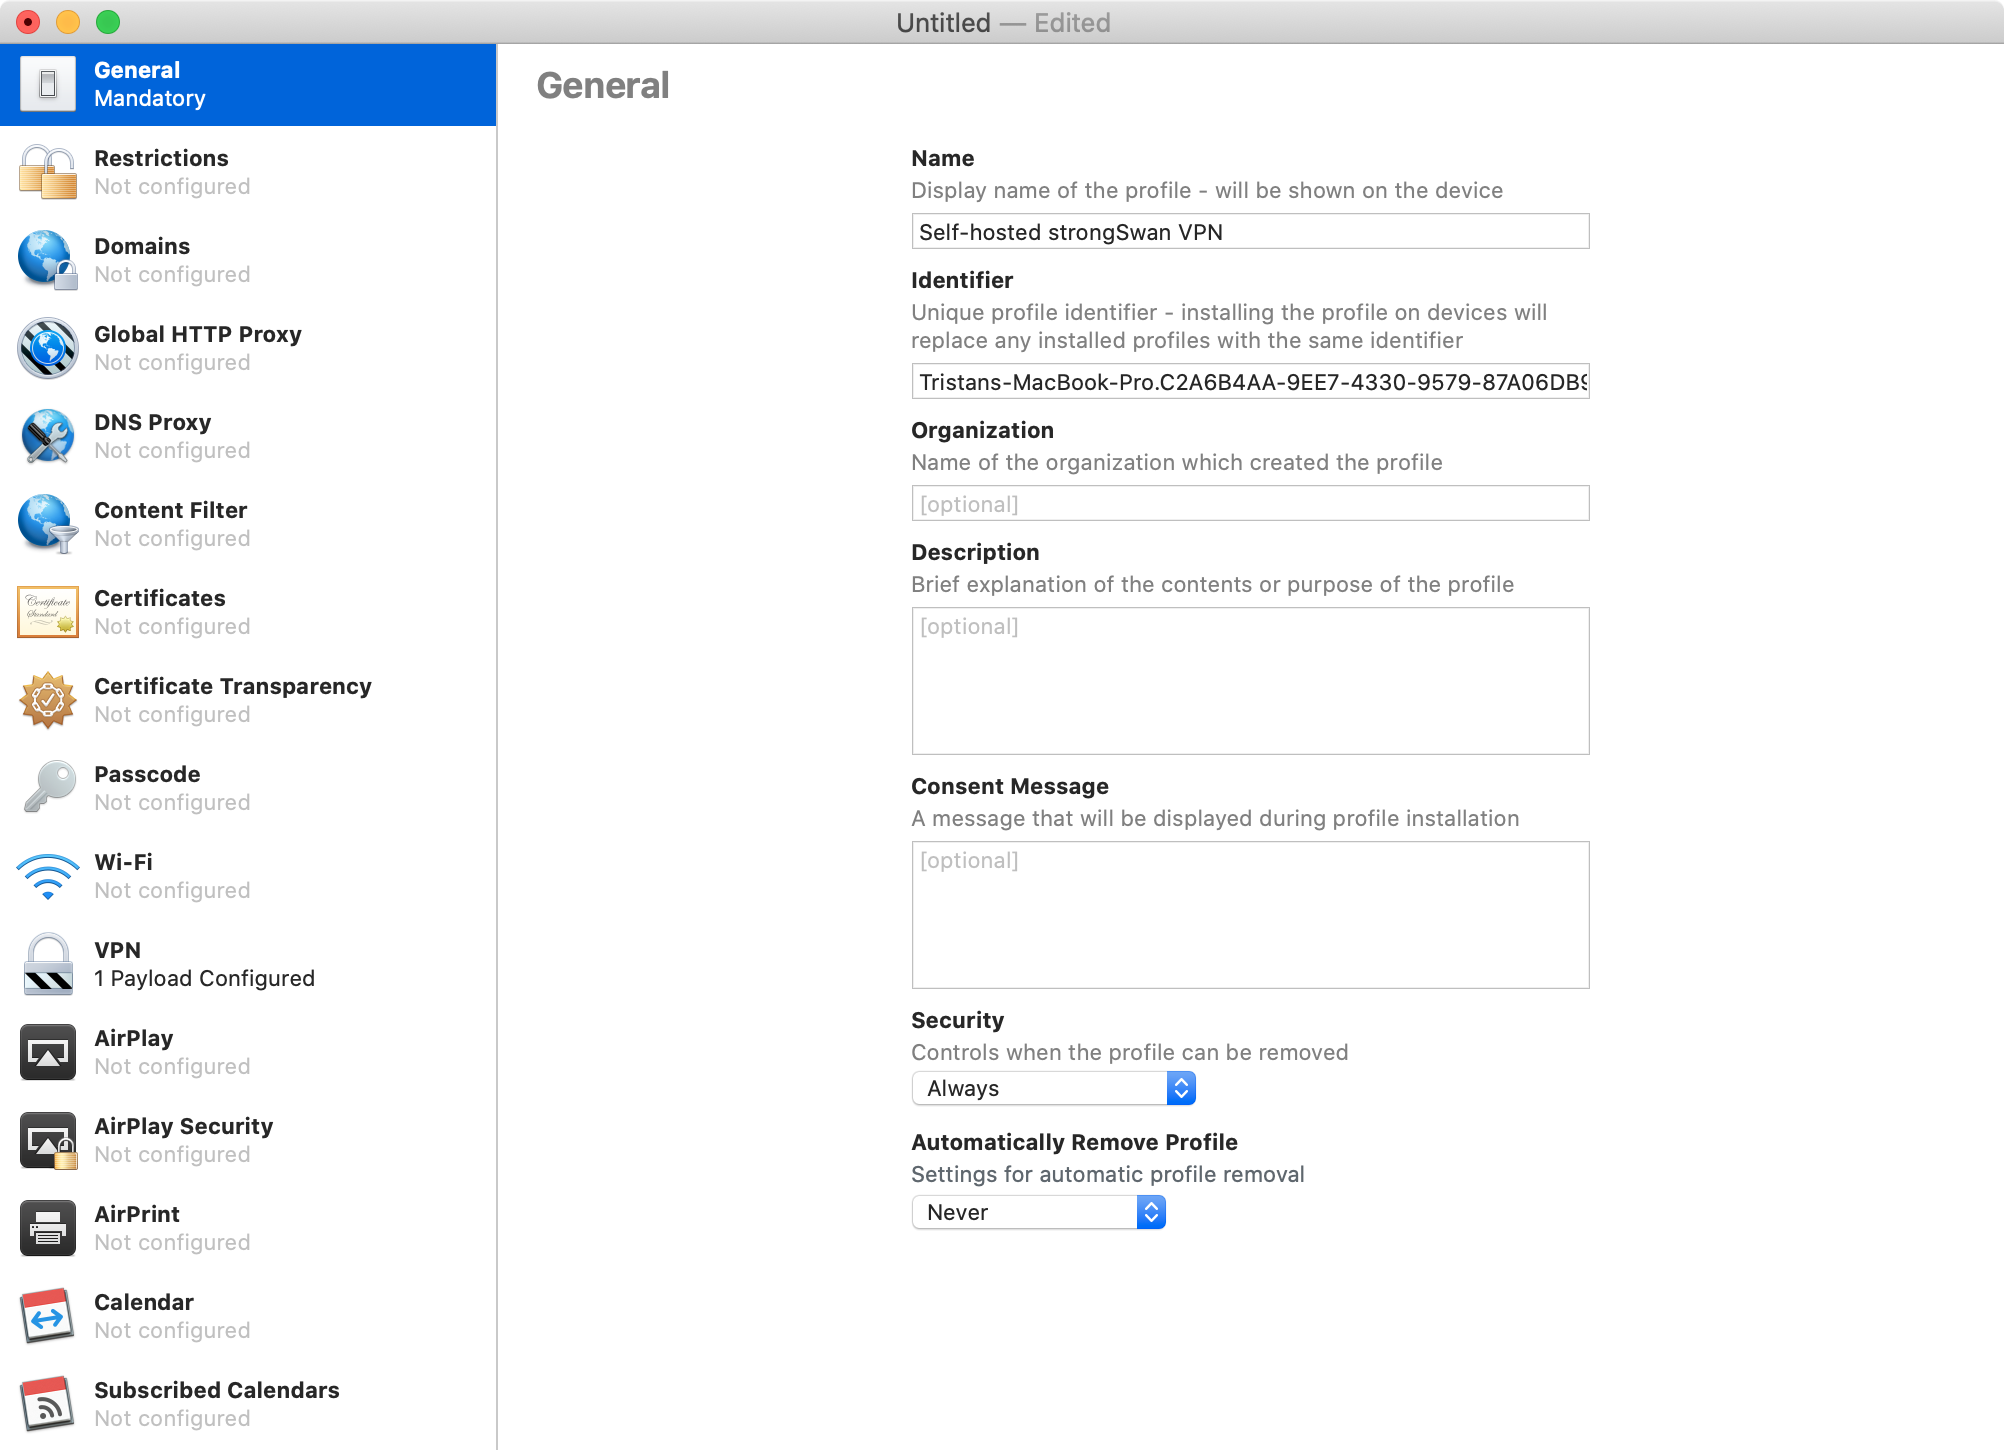 Untitled — Edited
General
Mandatory
Restrictions
Not configured
Domains
Not configured
Global HTTP Proxy
Not configured
DNS Proxy
Not configured
Content Filter
Not configured
Certificate
Standard
Certificates
Not configured
Certificate Transparency
Not configured
Passcode
Not configured
Wi-Fi
Not configured
VPN
1 Payload Configured
AirPlay
Not configured
AirPlay Security
Not configured
AirPrint
Not configured
Calendar
Not configured
Subscribed Calendars
Not configured
General
Name
Display name of the profile - will be shown on the device
Self-hosted strongSwan VPN
Identifier
Unique profile identifier - installing the profile on devices will
replace any installed profiles with the same identifier
Tristans-MacBook-Pro.C2A6B4AA-9EE7-4330-9579-87A06DB9
Organization
Name of the organization which created the profile
[optional]
Description
Brief explanation of the contents or purpose of the profile
[optional]
Consent Message
A message that will be displayed during profile installation
[optional]
Security
Controls when the profile can be removed
Always
Automatically Remove Profile
Settings for automatic profile removal
Never